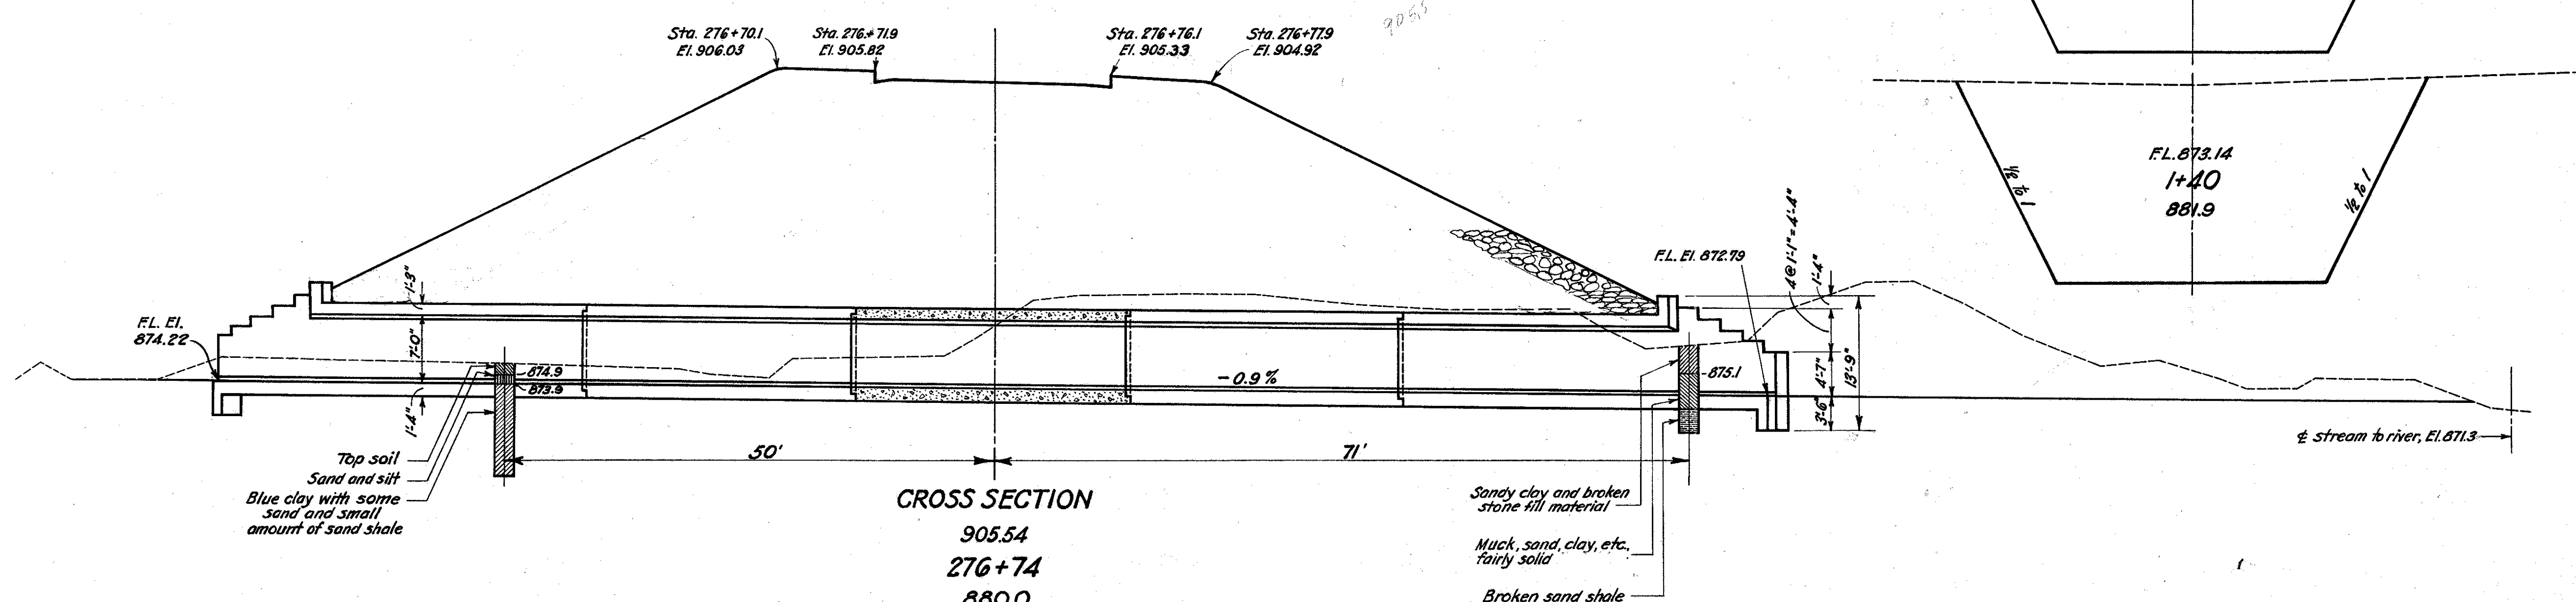 905.5
Sta. 276+70.1
El. 906.03
Sta. 276+71.9
El. 905.82
Sta. 276+76.1
El. 905.33
Sta. 276+77.9
El. 904.92
F.L. 873.14
1+40
881.9
½ to 1
½ to 1
F.L. El.
874.22
1'-3"
7'-0"
1'-4"
874.9
873.9
-0.9%
F.L. El. 872.79
4@1'-1"=4'-4"
1'-4"
4'-7"
13'-9"
3'-6"
875.1
℄ stream to river, El. 871.3
50'
71'
Top soil
Sand and silt
Blue clay with some
sand and small
amount of sand shale
CROSS SECTION
905.54
276+74
880.0
Sandy clay and broken
stone fill material
Muck, sand, clay, etc.,
fairly solid
Broken sand shale